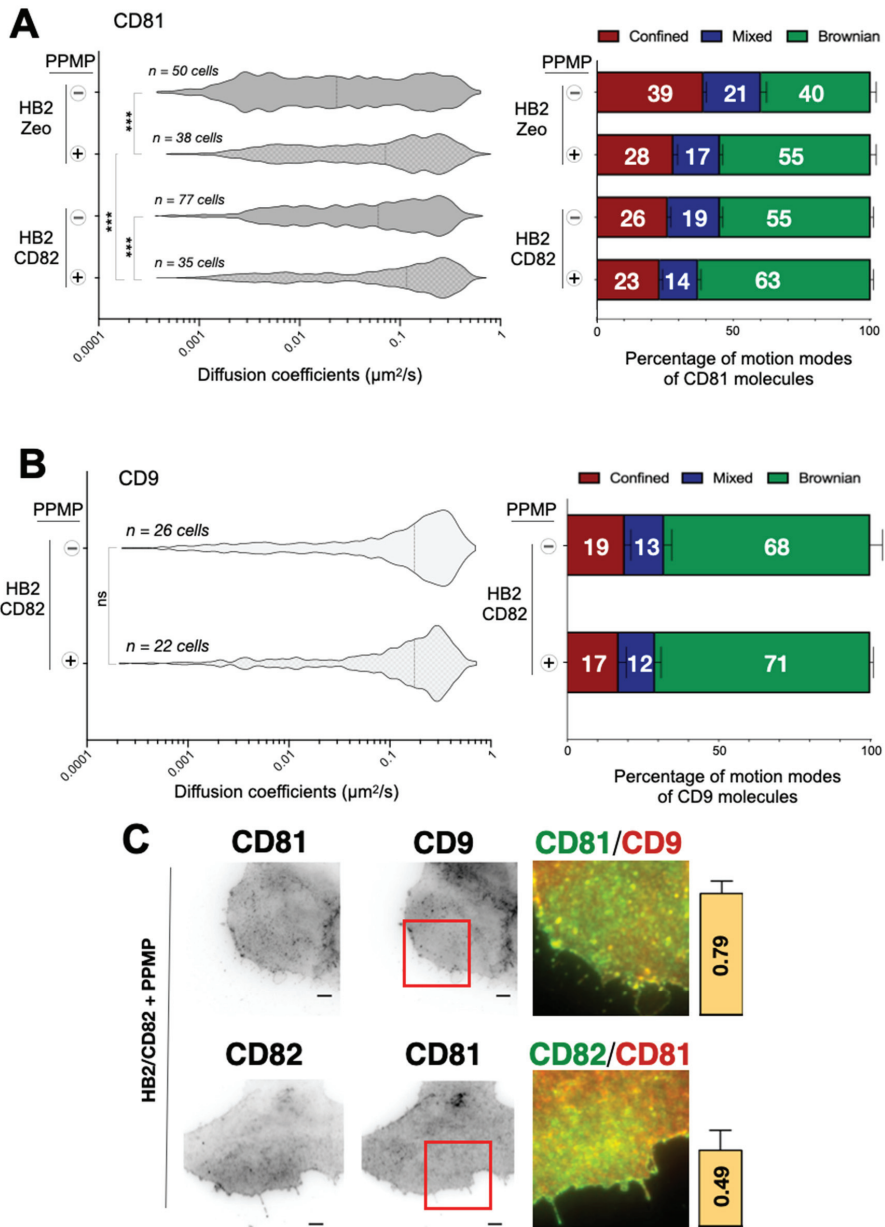 A
CD81
Confined Mixed Brownian
PPMP
PPMP
HB2
Zeo
−
+
HB2
CD82
−
+
n = 50 cells
n = 38 cells
n = 77 cells
n = 35 cells
***
***
***
0.0001 0.001 0.01 0.1 1
Diffusion coefficients (µm²/s)
HB2
Zeo
−
+
HB2
CD82
−
+
39 21 40
28 17 55
26 19 55
23 14 63
0 50 100
Percentage of motion modes
of CD81 molecules
B
CD9
Confined Mixed Brownian
PPMP
PPMP
HB2
CD82
−
+
n = 26 cells
n = 22 cells
ns
0.0001 0.001 0.01 0.1 1
Diffusion coefficients (µm²/s)
HB2
CD82
−
+
19 13 68
17 12 71
0 50 100
Percentage of motion modes
of CD9 molecules
C
HB2/CD82 + PPMP
CD81 CD9 CD81/CD9
0.79
CD82 CD81 CD82/CD81
0.49